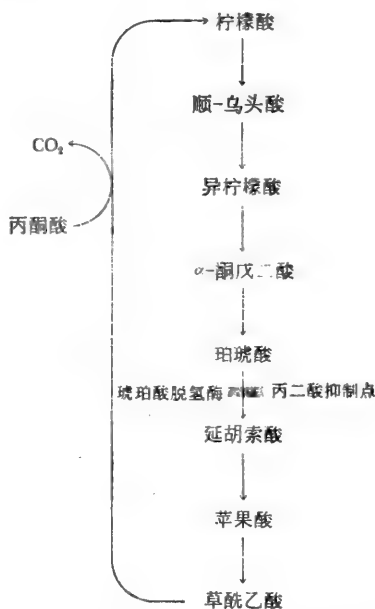 柠檬酸
顺-乌头酸
CO₂
异柠檬酸
丙酮酸
α-酮戊二酸
珀琥酸
琥珀酸脱氢酶 丙二酸抑制点
延胡索酸
苹果酸
草酰乙酸